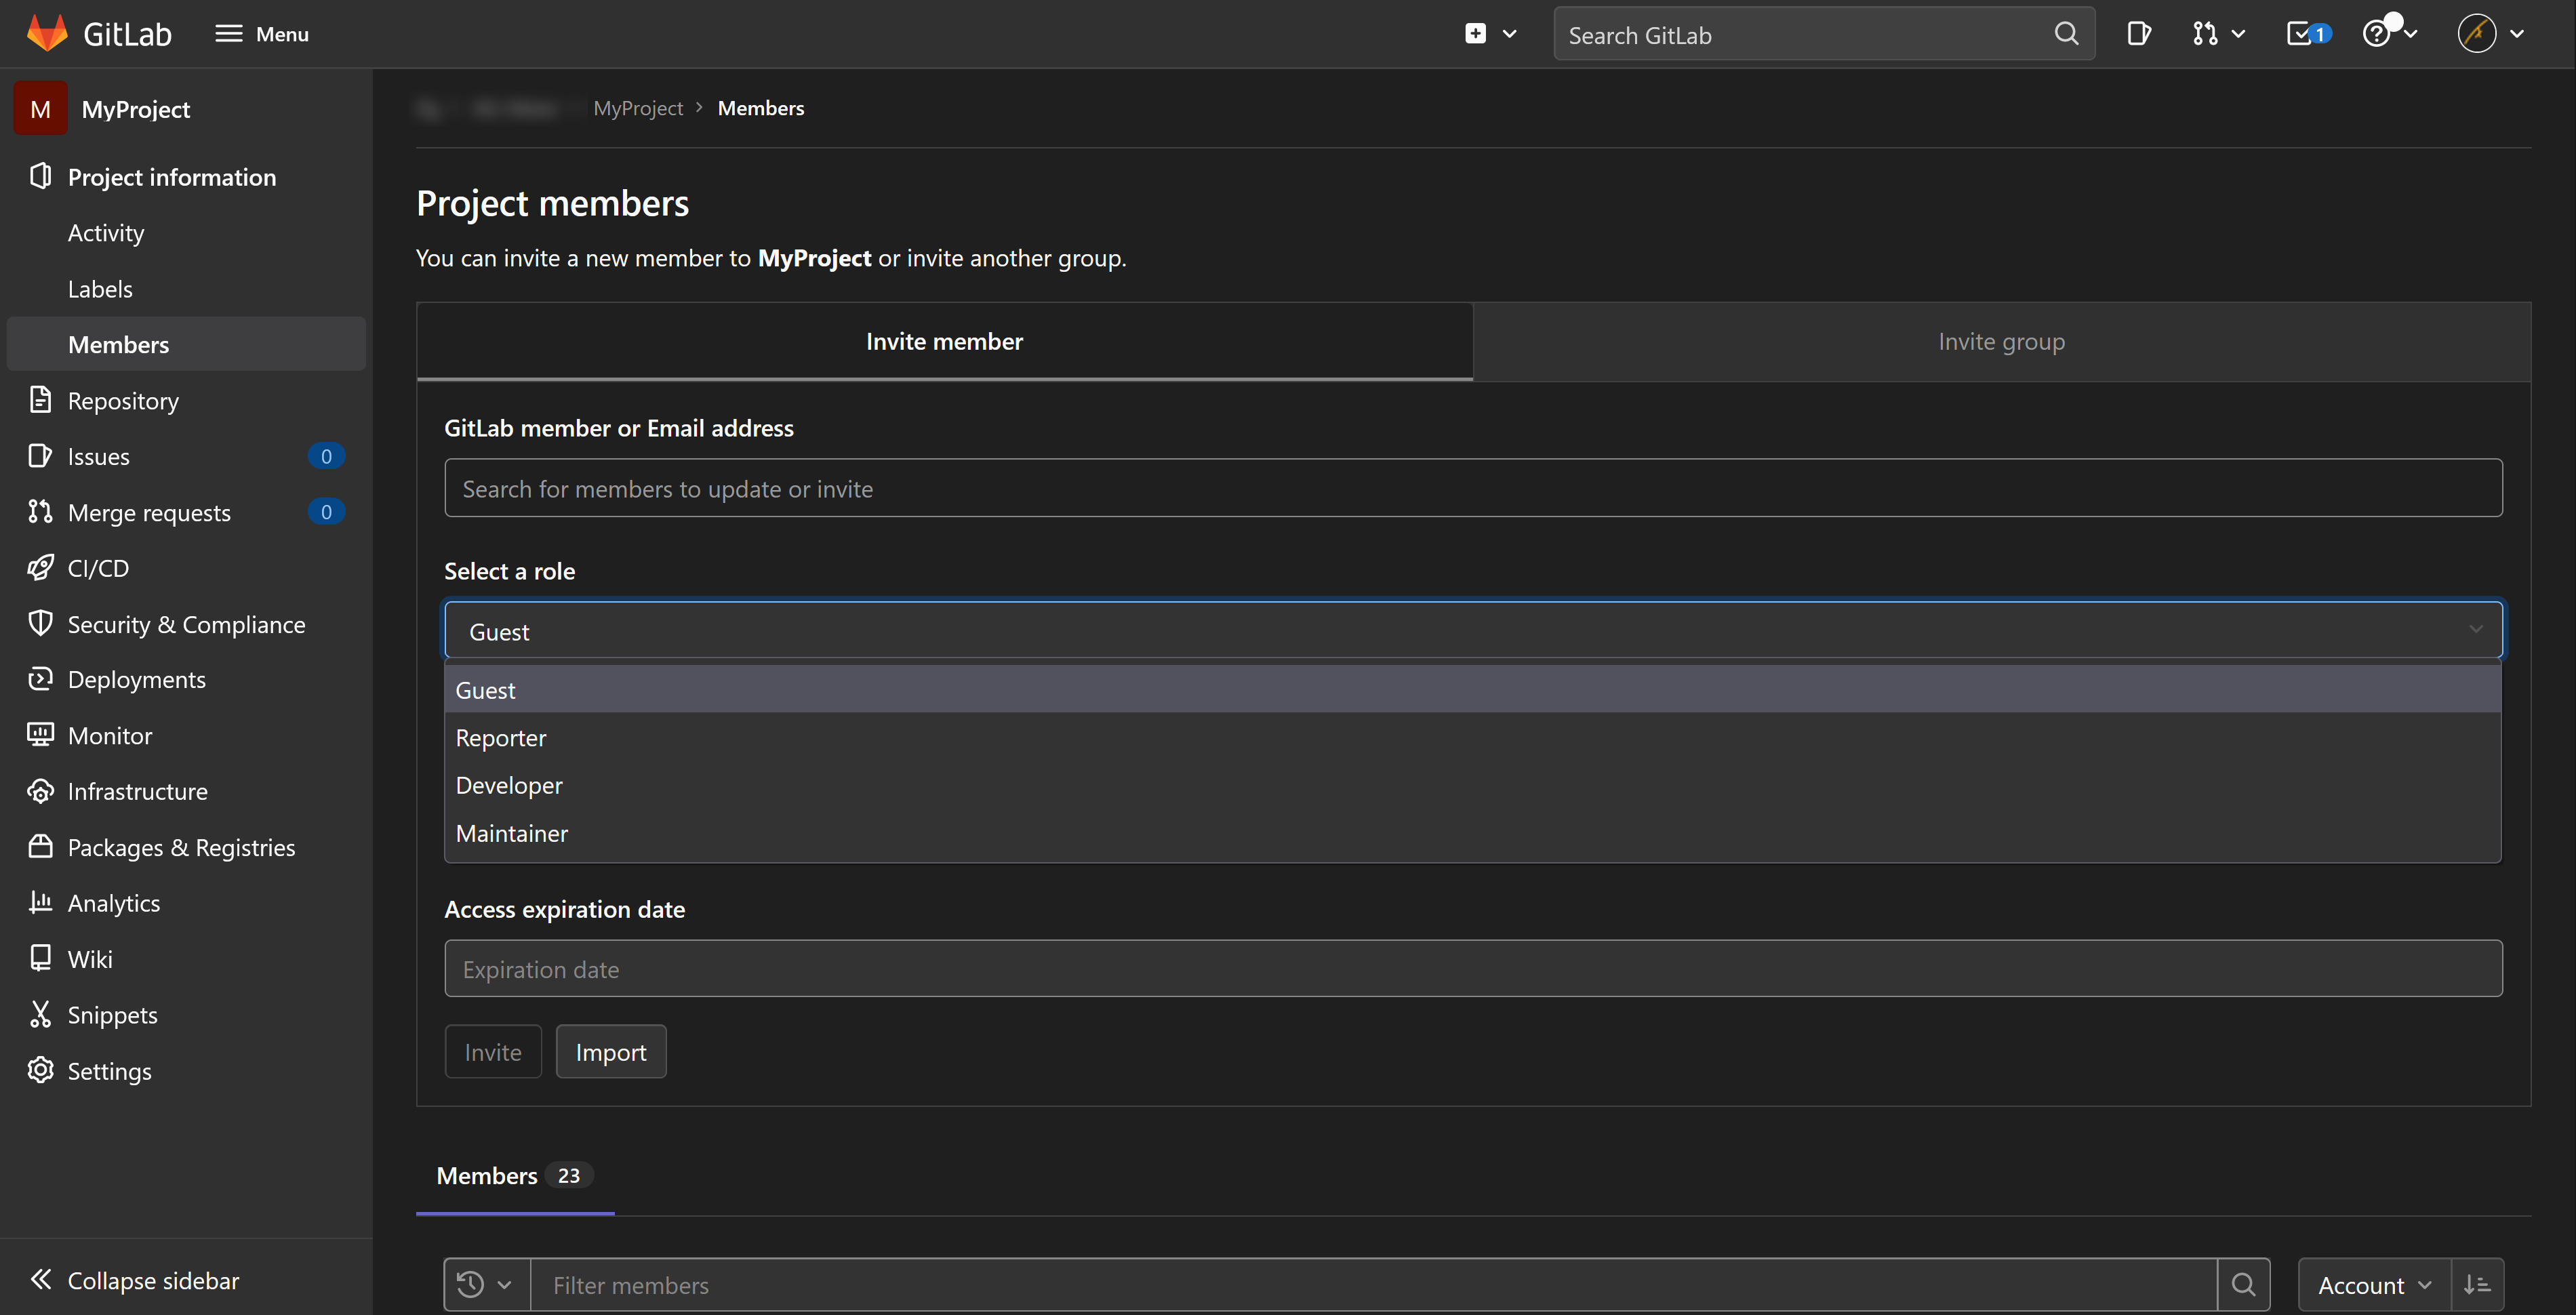 GitLab Menu
Search GitLab
1
M MyProject
Project information
Activity
Labels
Members
Repository
Issues 0
Merge requests 0
CI/CD
Security & Compliance
Deployments
Monitor
Infrastructure
Packages & Registries
Analytics
Wiki
Snippets
Settings
Collapse sidebar
MyProject > Members
Project members
You can invite a new member to MyProject or invite another group.
Invite member
Invite group
GitLab member or Email address
Search for members to update or invite
Select a role
Guest
Guest
Reporter
Developer
Maintainer
Access expiration date
Expiration date
Invite Import
Members 23
Filter members
Account